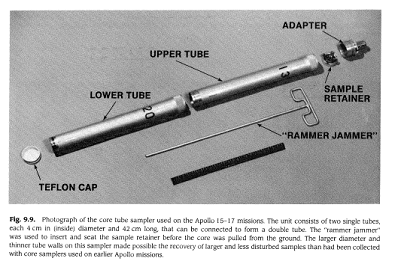 ADAPTER
UPPER TUBE
LOWER TUBE
13
20
SAMPLE
RETAINER
"RAMMER JAMMER"
TEFLON CAP
Fig. 9.9. Photograph of the core tube sampler used on the Apollo 15–17 missions. The unit consists of two single tubes,
each 4 cm in (inside) diameter and 42 cm long, that can be connected to form a double tube. The "rammer jammer"
was used to insert and seat the sample retainer before the core was pulled from the ground. The larger diameter and
thinner tube walls on this sampler made possible the recovery of larger and less disturbed samples than had been collected
with core samplers used on earlier Apollo missions.